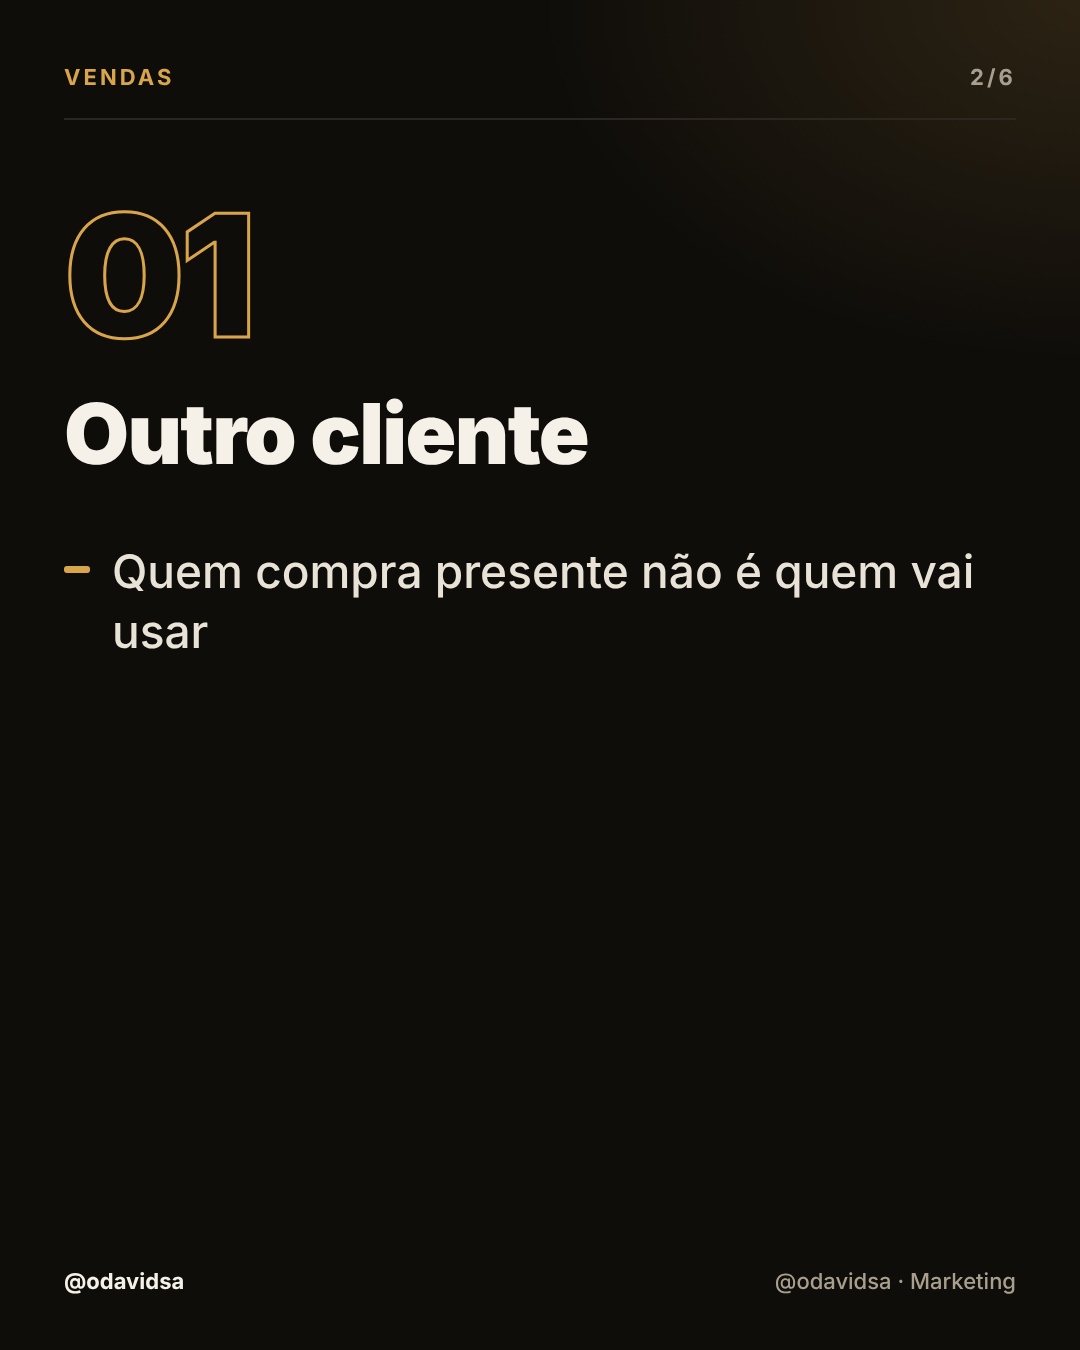 VENDAS
2/6
01
Outro cliente
Quem compra presente não é quem vai
usar
@odavidsa
@odavidsa · Marketing